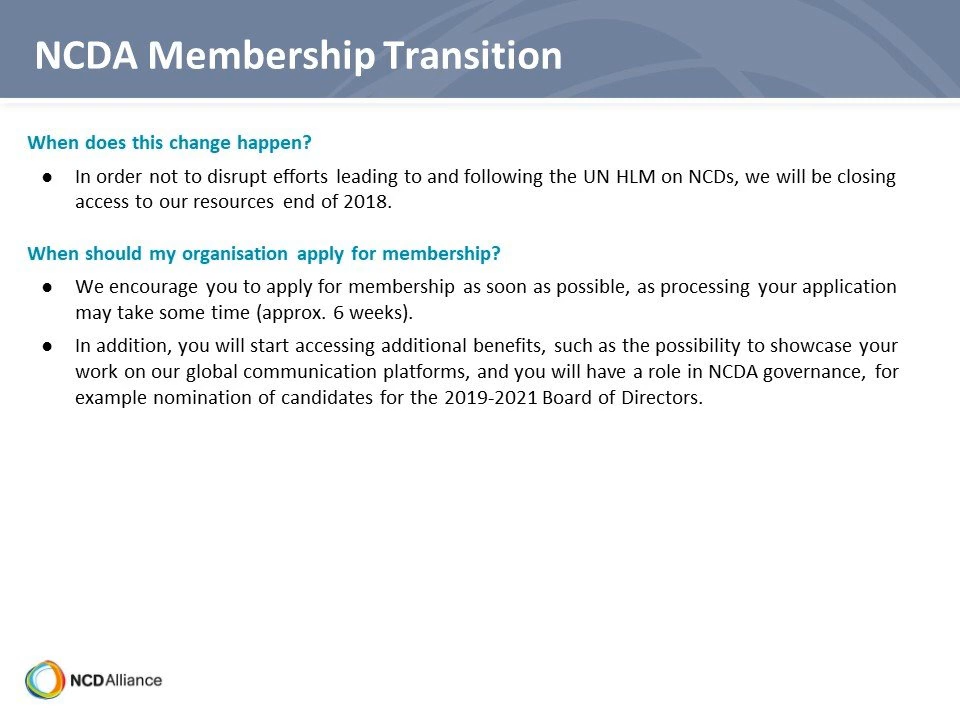 NCDA Membership Transition
When does this change happen?
● In order not to disrupt efforts leading to and following the UN HLM on NCDs, we will be closing
access to our resources end of 2018.
When should my organisation apply for membership?
● We encourage you to apply for membership as soon as possible, as processing your application
may take some time (approx. 6 weeks).
● In addition, you will start accessing additional benefits, such as the possibility to showcase your
work on our global communication platforms, and you will have a role in NCDA governance, for
example nomination of candidates for the 2019-2021 Board of Directors.
NCDAlliance